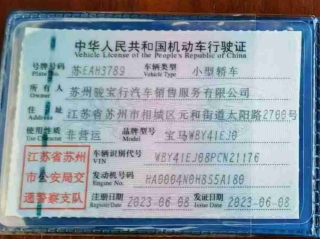 中华人民共和国机动车行驶证
Vehicle License of the People's Republic of China
号牌号码 Plate No. 苏EAH3789 车辆类型 Vehicle Type 小型轿车
所有人 Owner 苏州骏宝行汽车销售服务有限公司
住址 Address 江苏省苏州市相城区元和街道太阳路2700号
使用性质 非营运 品牌型号 Model 宝马WBY41EJ0
江苏省苏州市公安局交通警察支队
车辆识别代号 VIN WBY41EJ08PCN21176
发动机号码 Engine No. HA0004N0H8S5A180
注册日期 Register Date 2023-06-08 发证日期 Issue Date 2023-06-08